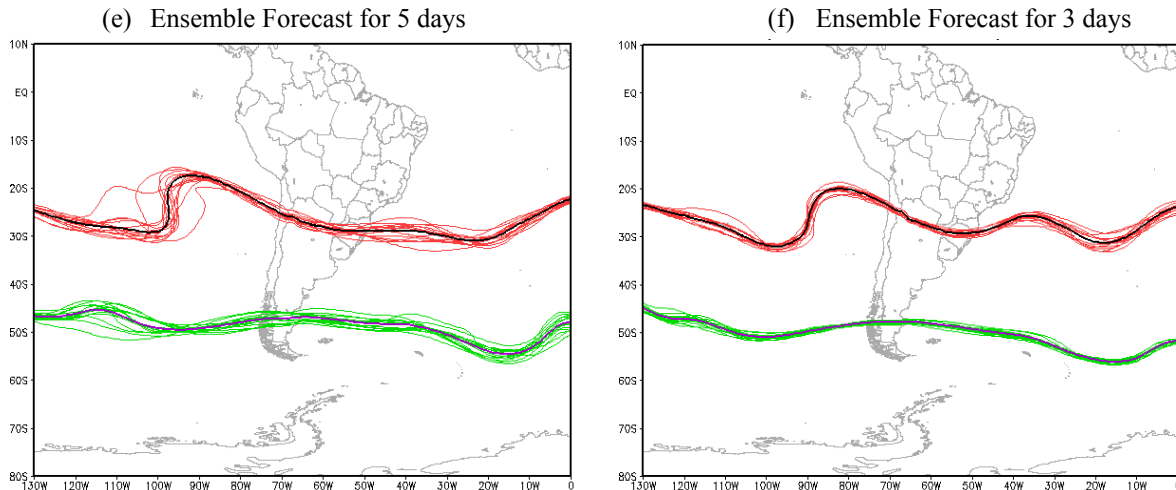 (e) Ensemble Forecast for 5 days
(f) Ensemble Forecast for 3 days
10N
EQ
10S
20S
30S
40S
50S
60S
70S
80S
130W 120W 110W 100W 90W 80W 70W 60W 50W 40W 30W 20W 10W 0
10N
EQ
10S
20S
30S
40S
50S
60S
70S
80S
130W 120W 110W 100W 90W 80W 70W 60W 50W 40W 30W 20W 10W